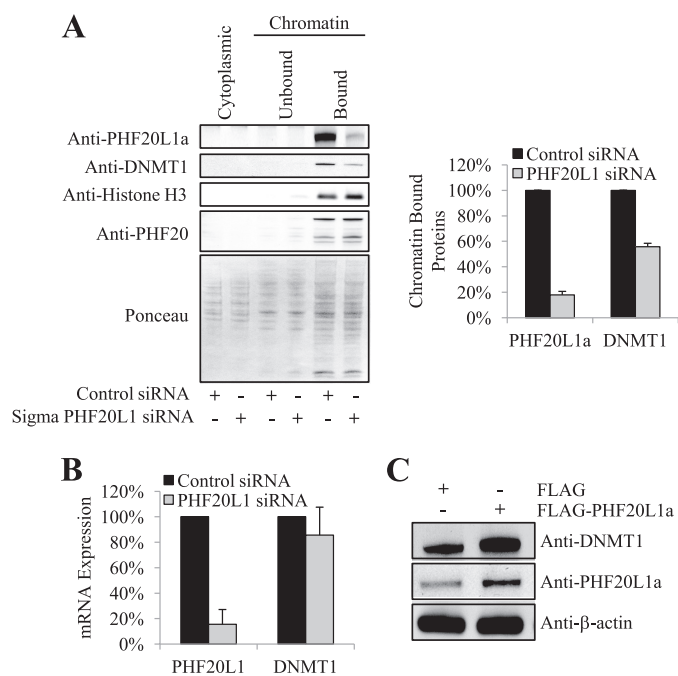 A
Chromatin
Cytoplasmic
Unbound
Bound
Anti-PHF20L1a
Anti-DNMT1
Anti-Histone H3
Anti-PHF20
Ponceau
Control siRNA + - + - + -
Sigma PHF20L1 siRNA - + - + - +
Control siRNA
PHF20L1 siRNA
Chromatin Bound
Proteins
120%
100%
80%
60%
40%
20%
0%
PHF20L1a DNMT1
B
Control siRNA
PHF20L1 siRNA
mRNA Expression
120%
100%
80%
60%
40%
20%
0%
PHF20L1 DNMT1
C
+ - FLAG
- + FLAG-PHF20L1a
Anti-DNMT1
Anti-PHF20L1a
Anti-β-actin